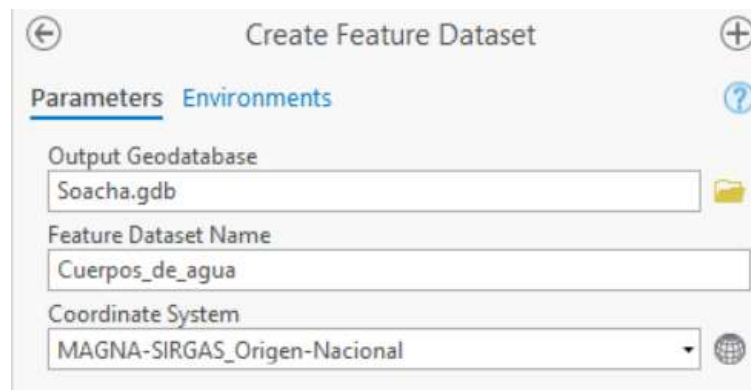 Create Feature Dataset
Parameters Environments
Output Geodatabase
Soacha.gdb
Feature Dataset Name
Cuerpos_de_agua
Coordinate System
MAGNA-SIRGAS_Origen-Nacional